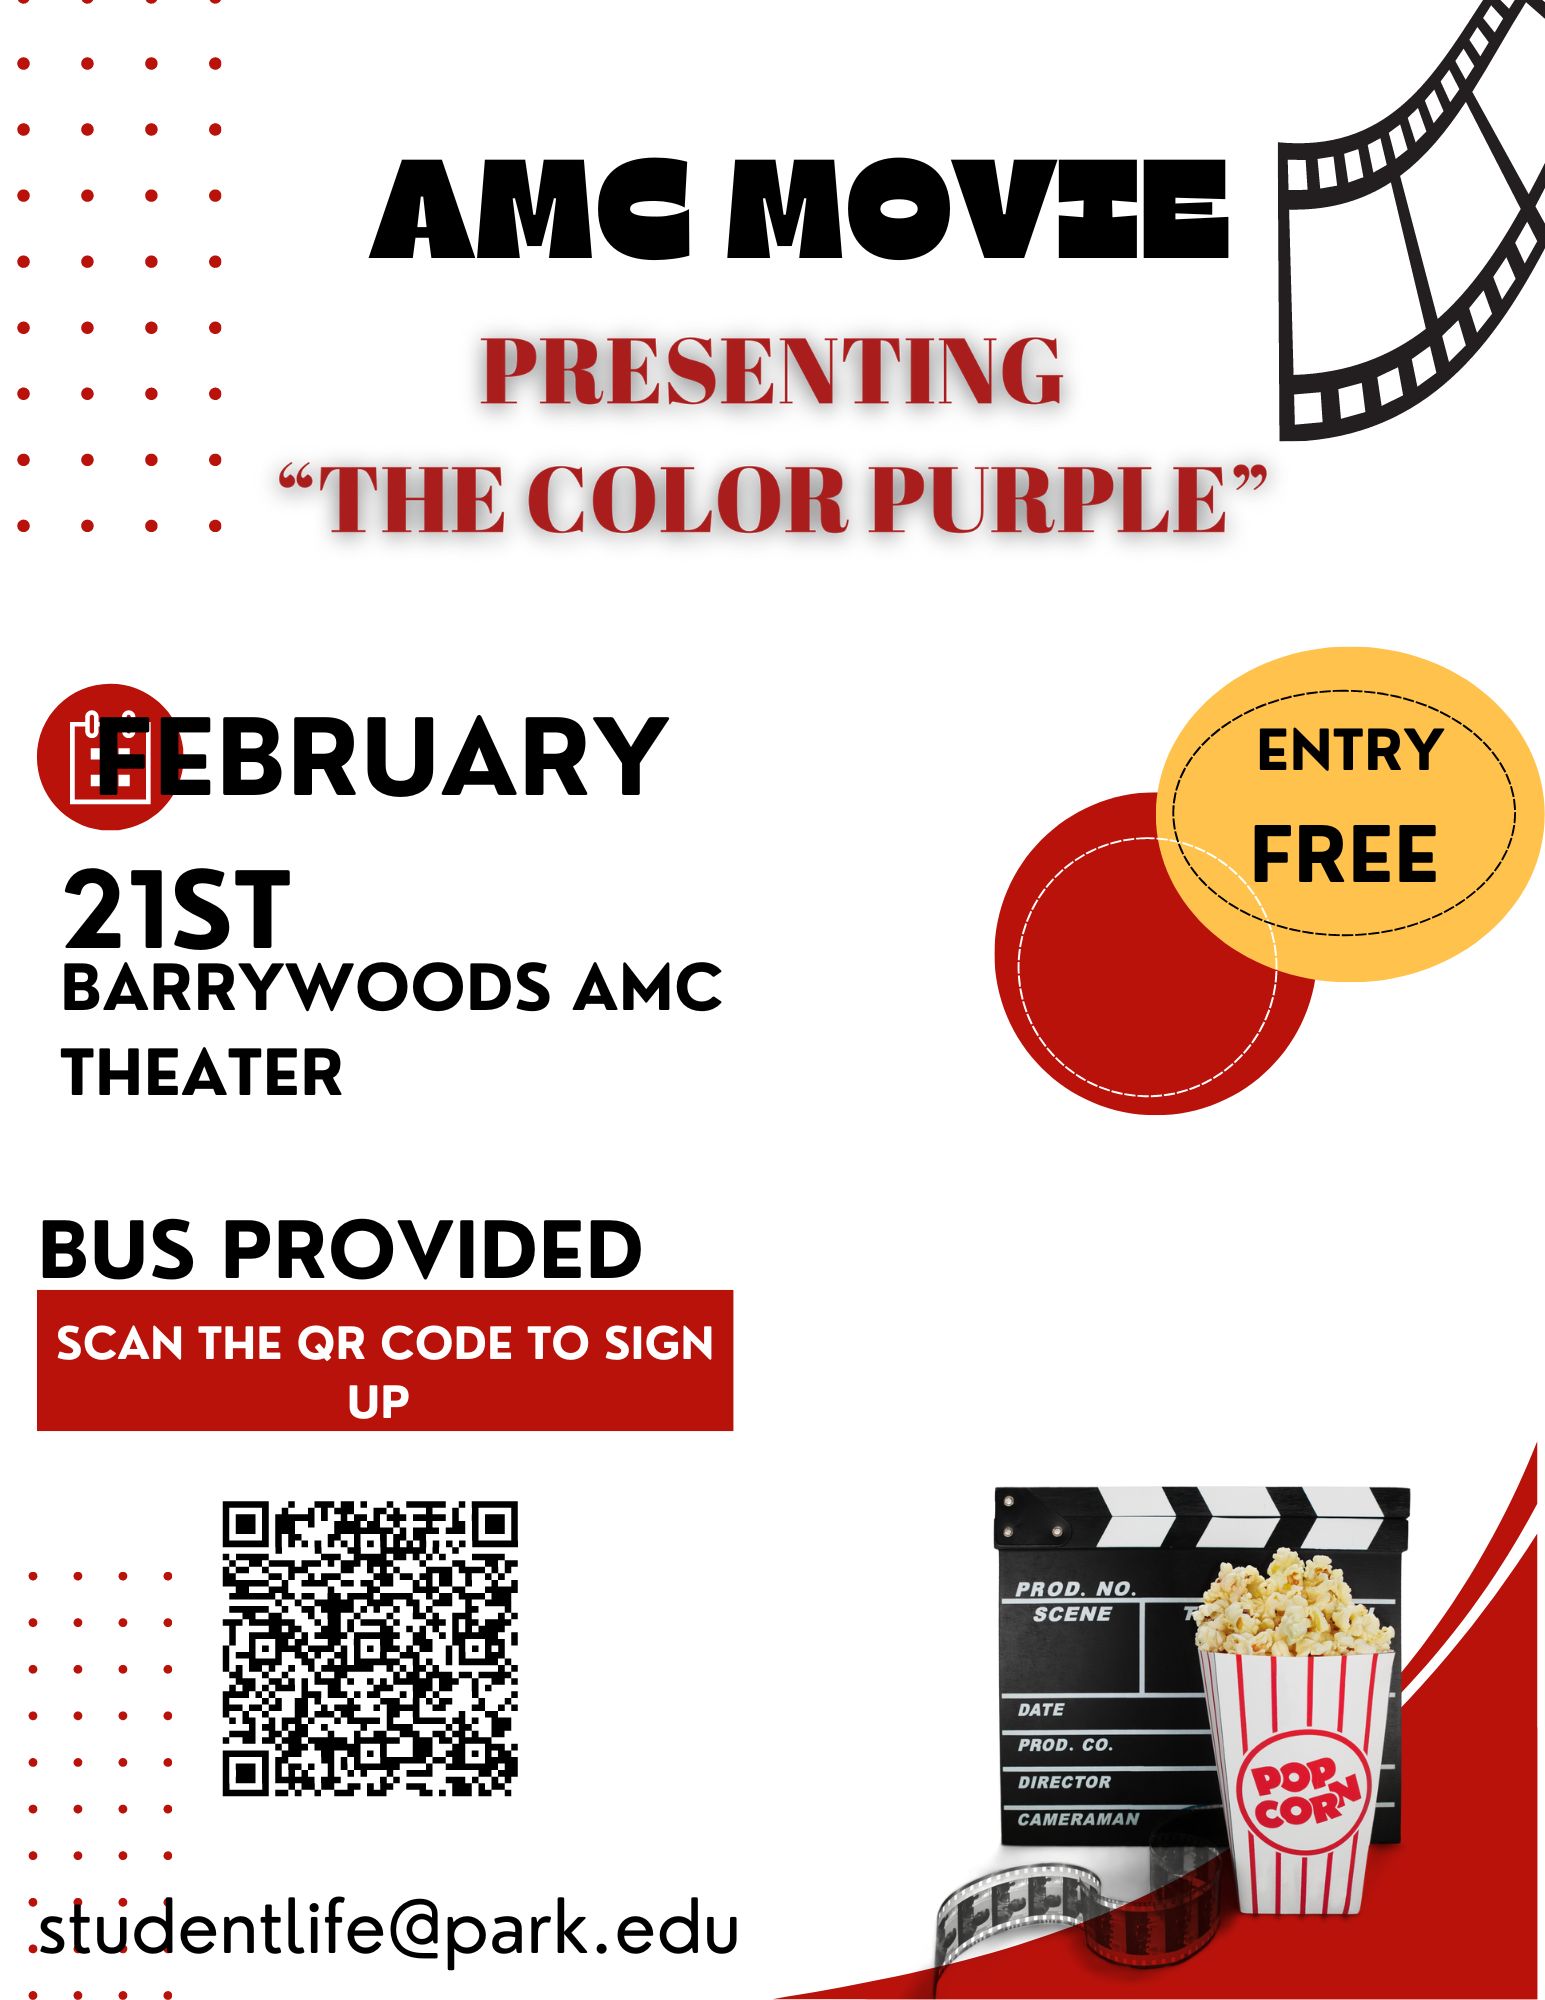 AMC MOVIE
PRESENTING
“THE COLOR PURPLE”
FEBRUARY
21ST
BARRYWOODS AMC
THEATER
ENTRY
FREE
BUS PROVIDED
SCAN THE QR CODE TO SIGN
UP
studentlife@park.edu
PROD. NO.
SCENE
DATE
PROD. CO.
DIRECTOR
CAMERAMAN
POP
CORN